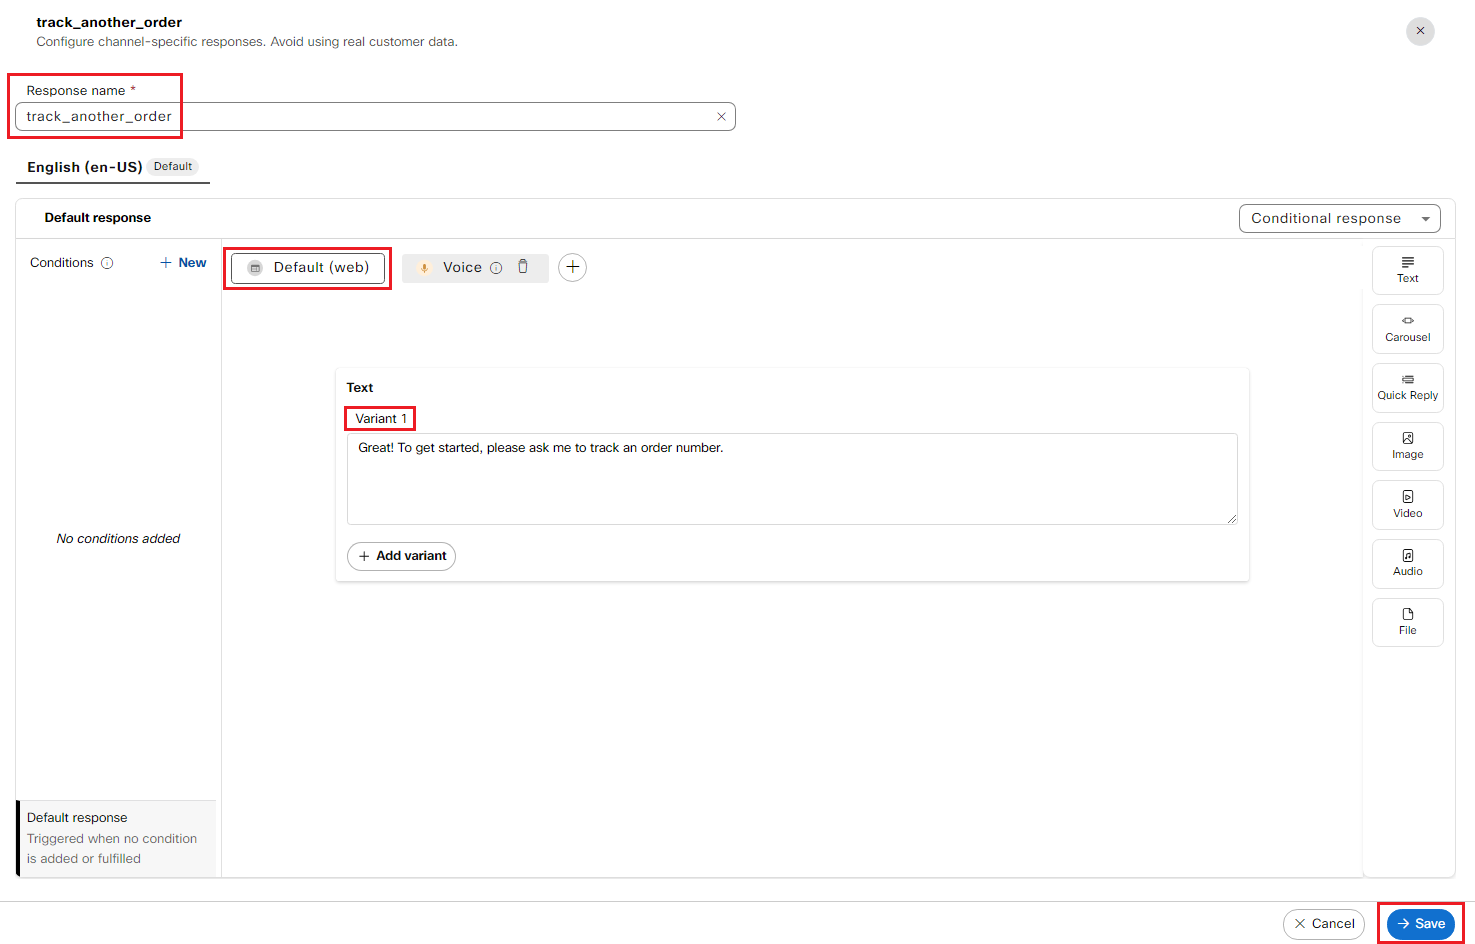 track_another_order
Configure channel-specific responses. Avoid using real customer data.
Response name *
track_another_order
English (en-US) Default
Default response
Conditional response
Conditions
New
Default (web)
Voice
Text
Carousel
Quick Reply
Image
Video
Audio
File
Text
Variant 1
Great! To get started, please ask me to track an order number.
Add variant
No conditions added
Default response
Triggered when no condition
is added or fulfilled
Cancel
Save